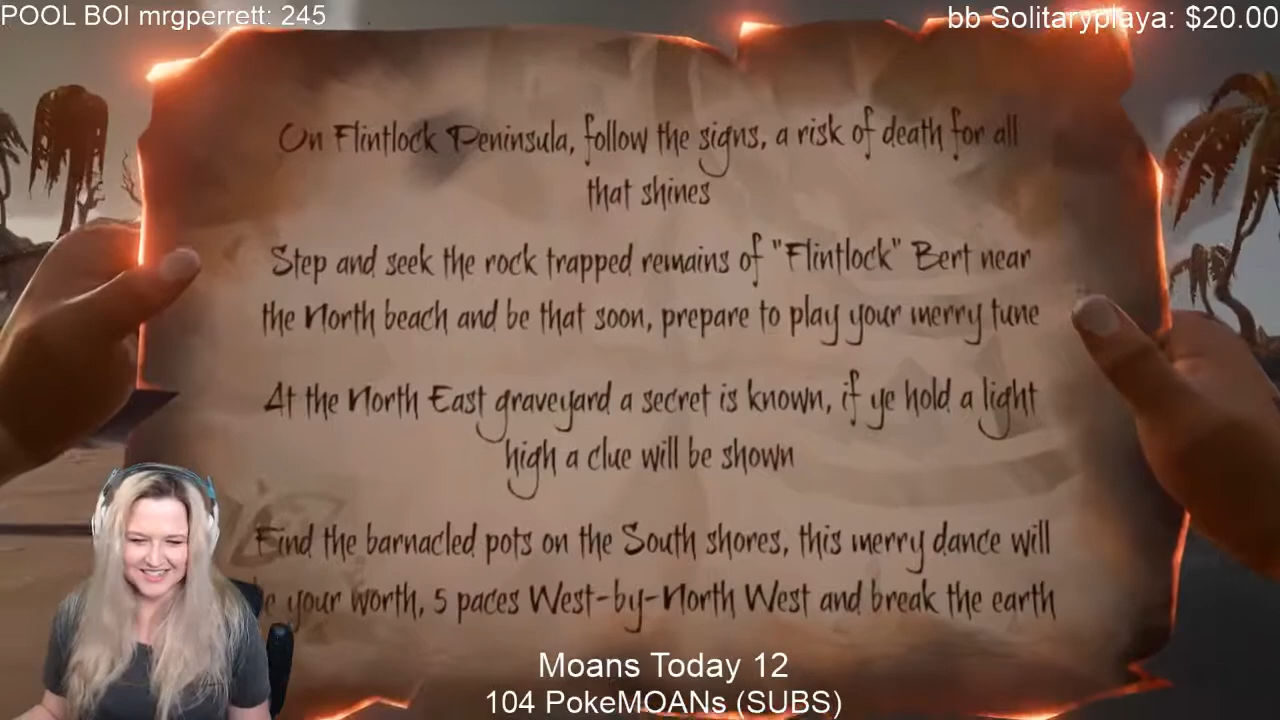 POOL BOI mrgperrett: 245
bb Solitaryplaya: $20.00
On Flintlock Peninsula, follow the signs, a risk of death for all
that shines
Step and seek the rock trapped remains of "Flintlock" Bert near
the North beach and be that soon, prepare to play your merry tune
At the North East graveyard a secret is known, if ye hold a light
high a clue will be shown
Find the barnacled pots on the South shores, this merry dance will
your worth, 5 paces West-by-North West and break the earth
Moans Today 12
104 PokeMOANs (SUBS)